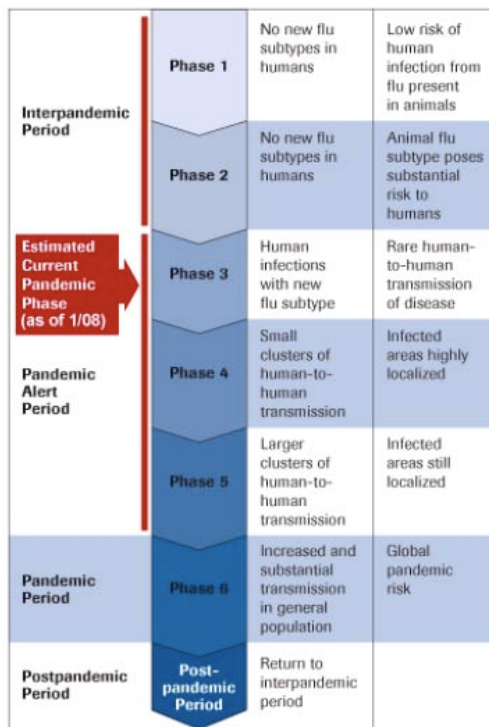 Interpandemic
Period
Phase 1
No new flu
subtypes in
humans
Low risk of
human
infection from
flu present
in animals
Phase 2
No new flu
subtypes in
humans
Animal flu
subtype poses
substantial
risk to
humans
Estimated
Current
Pandemic
Phase
(as of 1/08)
Pandemic
Alert
Period
Phase 3
Human
infections
with new
flu subtype
Rare human-
to-human
transmission
of disease
Phase 4
Small
clusters of
human-to-
human
transmission
Infected
areas highly
localized
Phase 5
Larger
clusters of
human-to-
human
transmission
Infected
areas still
localized
Pandemic
Period
Phase 6
Increased and
substantial
transmission
in general
population
Global
pandemic
risk
Postpandemic
Period
Post-
pandemic
Period
Return to
interpandemic
period